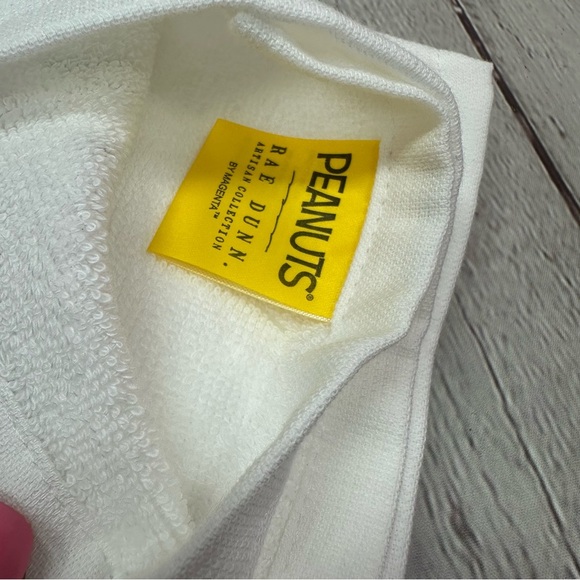 PEANUTS®
RAE DUNN
ARTISAN COLLECTION
BY MAGENTA™